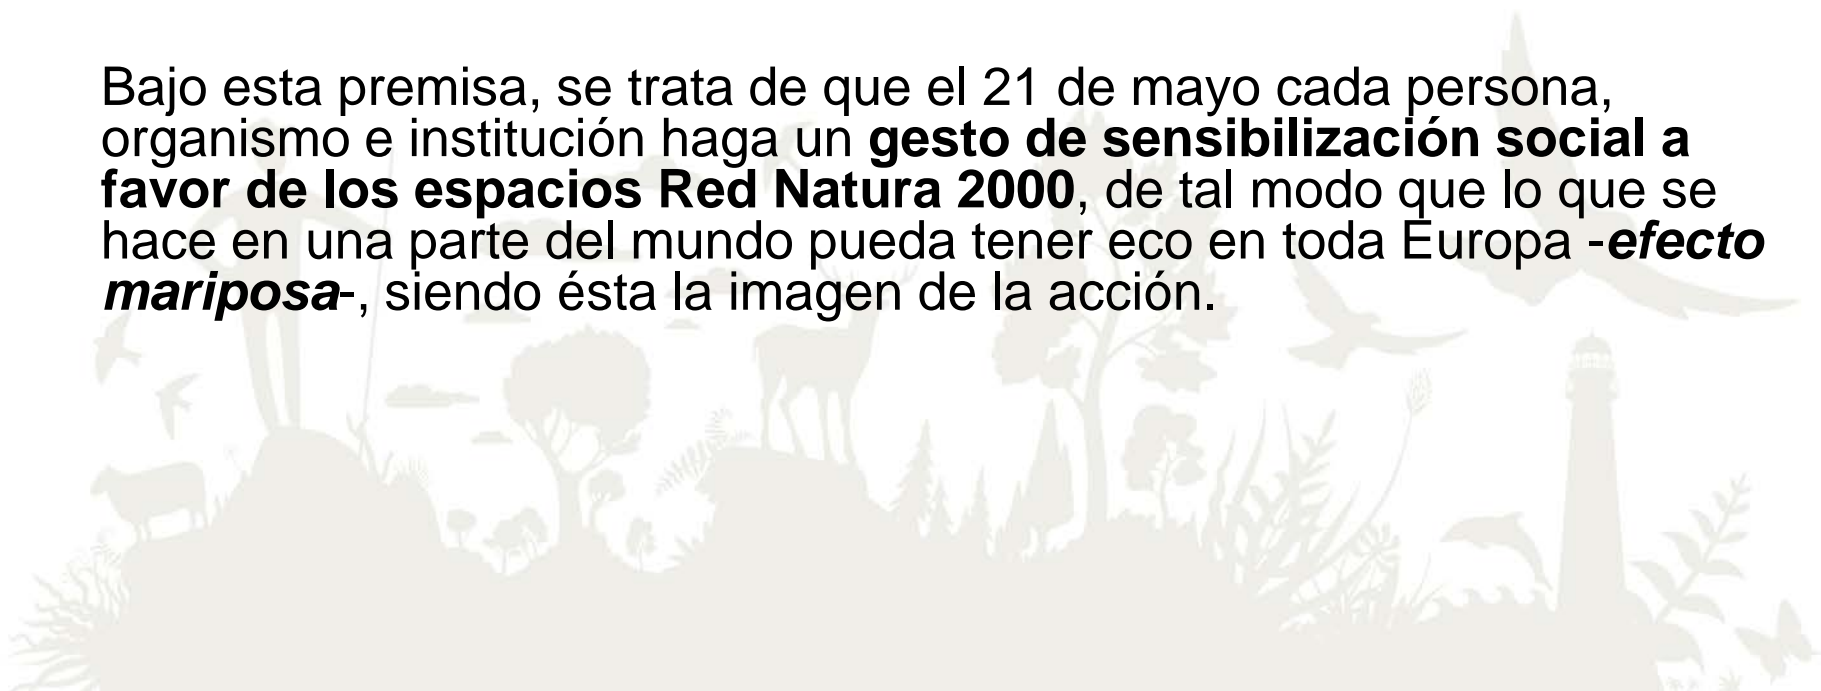 Bajo esta premisa, se trata de que el 21 de mayo cada persona,
organismo e institución haga un gesto de sensibilización social a
favor de los espacios Red Natura 2000, de tal modo que lo que se
hace en una parte del mundo pueda tener eco en toda Europa -efecto
mariposa-, siendo ésta la imagen de la acción.